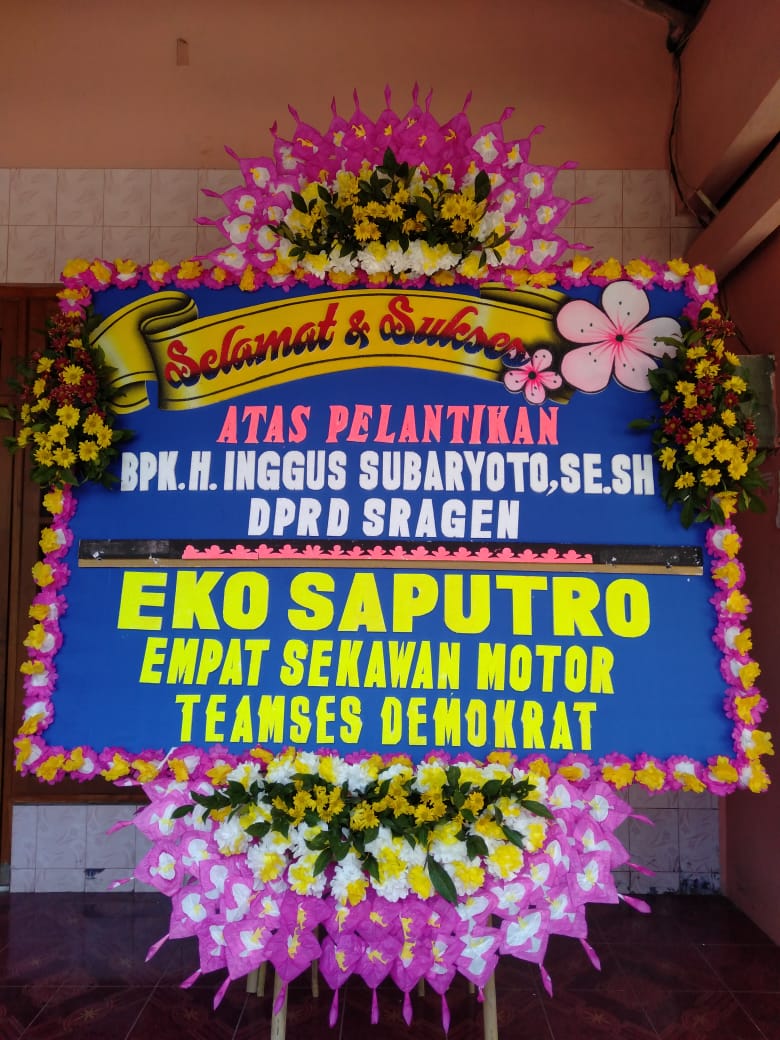 Selamat & Sukses
ATAS PELANTIKAN
BPK. H. INGGUS SUBARYOTO, SE.SH
DPRD SRAGEN
EKO SAPUTRO
EMPAT SEKAWAN MOTOR
TEAMSES DEMOKRAT